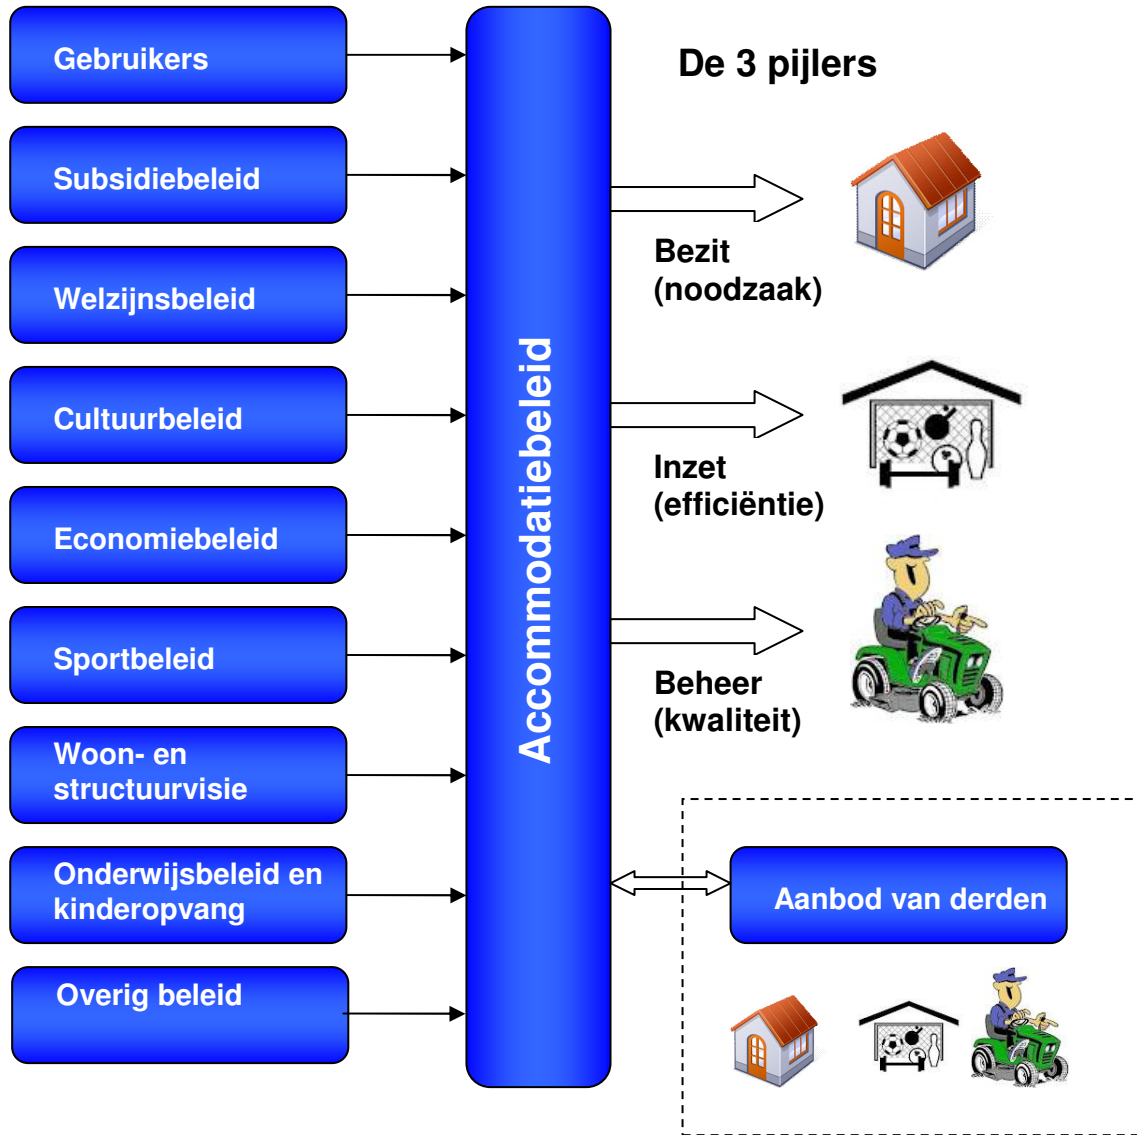 Gebruikers
Subsidiebeleid
Welzijnsbeleid
Cultuurbeleid
Economiebeleid
Sportbeleid
Woon- en
structuurvisie
Onderwijsbeleid en
kinderopvang
Overig beleid
Accommodatiebeleid
De 3 pijlers
Bezit
(noodzaak)
Inzet
(efficiëntie)
Beheer
(kwaliteit)
Aanbod van derden